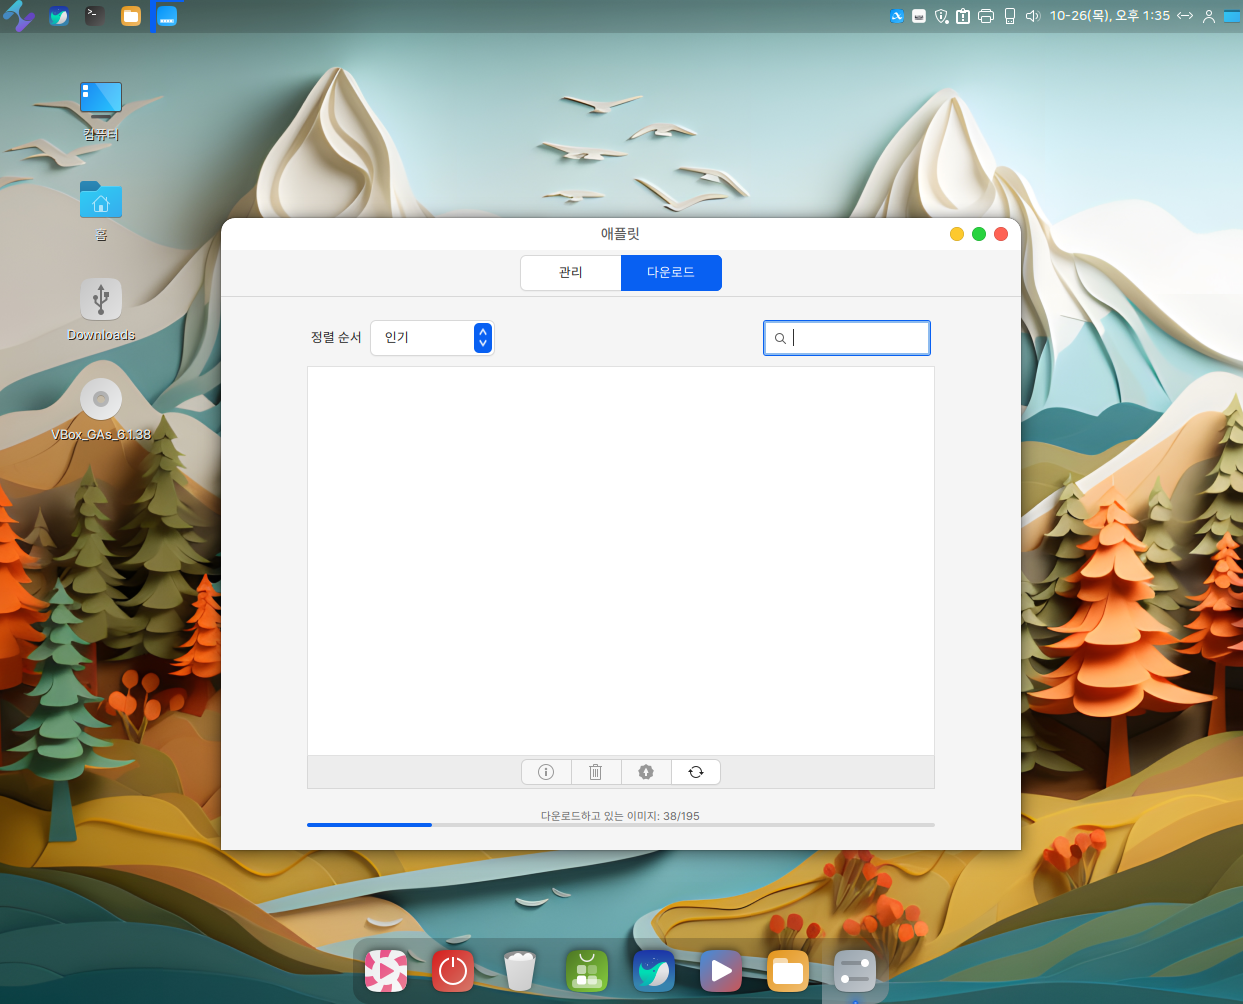 10-26(목), 오후 1:35
컴퓨터
홈
Downloads
VBox_GAs_6.1.38
애플릿
관리
다운로드
정렬 순서
인기
다운로드하고 있는 이미지: 38/195